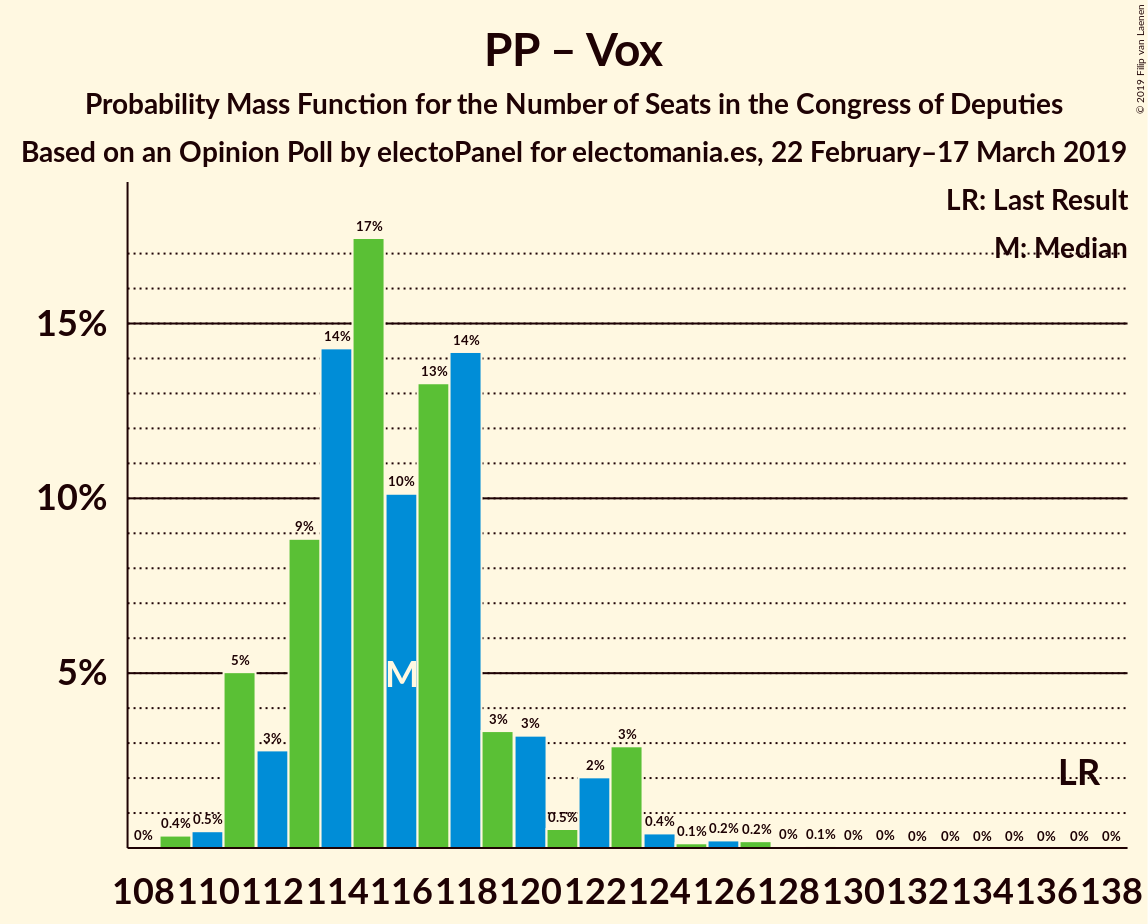 PP – Vox
Probability Mass Function for the Number of Seats in the Congress of Deputies
Based on an Opinion Poll by electoPanel for electomania.es, 22 February–17 March 2019
© 2019 Filip van Laenen
LR: Last Result
M: Median
15%
10%
5%
0% 0.4% 0.5% 5% 3% 9% 14% 17% 10% 13% 14% 3% 3% 0.5% 2% 3% 0.4% 0.1% 0.2% 0.2% 0% 0.1% 0% 0% 0% 0% 0% 0% 0% 0% 0%
M
LR
108 110 112 114 116 118 120 122 124 126 128 130 132 134 136 138